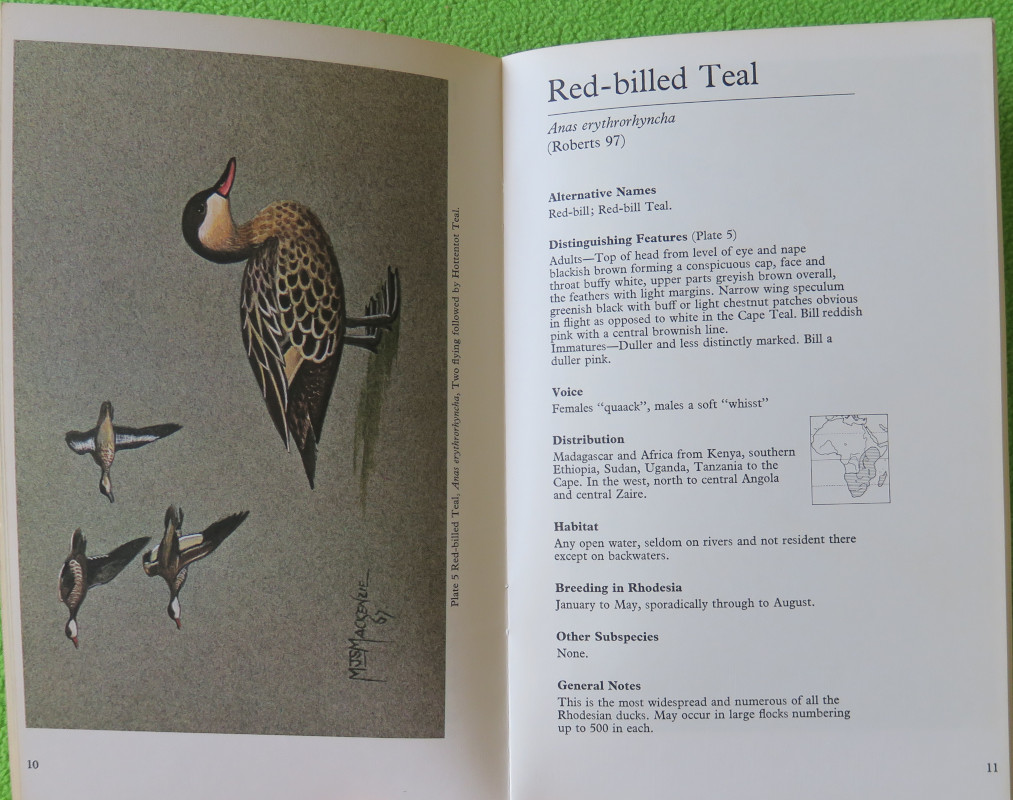 MJS MACKENZIE
67
Plate 5 Red-billed Teal, Anas erythrorhyncha, Two flying followed by Hottentot Teal.
10
Red-billed Teal
Anas erythrorhyncha
(Roberts 97)
Alternative Names
Red-bill; Red-bill Teal.
Distinguishing Features (Plate 5)
Adults—Top of head from level of eye and nape
blackish brown forming a conspicuous cap, face and
throat buffy white, upper parts greyish brown overall,
the feathers with light margins. Narrow wing speculum
greenish black with buff or light chestnut patches obvious
in flight as opposed to white in the Cape Teal. Bill reddish
pink with a central brownish line.
Immatures—Duller and less distinctly marked. Bill a
duller pink.
Voice
Females “quaack”, males a soft “whisst”
Distribution
Madagascar and Africa from Kenya, southern
Ethiopia, Sudan, Uganda, Tanzania to the
Cape. In the west, north to central Angola
and central Zaire.
Habitat
Any open water, seldom on rivers and not resident there
except on backwaters.
Breeding in Rhodesia
January to May, sporadically through to August.
Other Subspecies
None.
General Notes
This is the most widespread and numerous of all the
Rhodesian ducks. May occur in large flocks numbering
up to 500 in each.
11